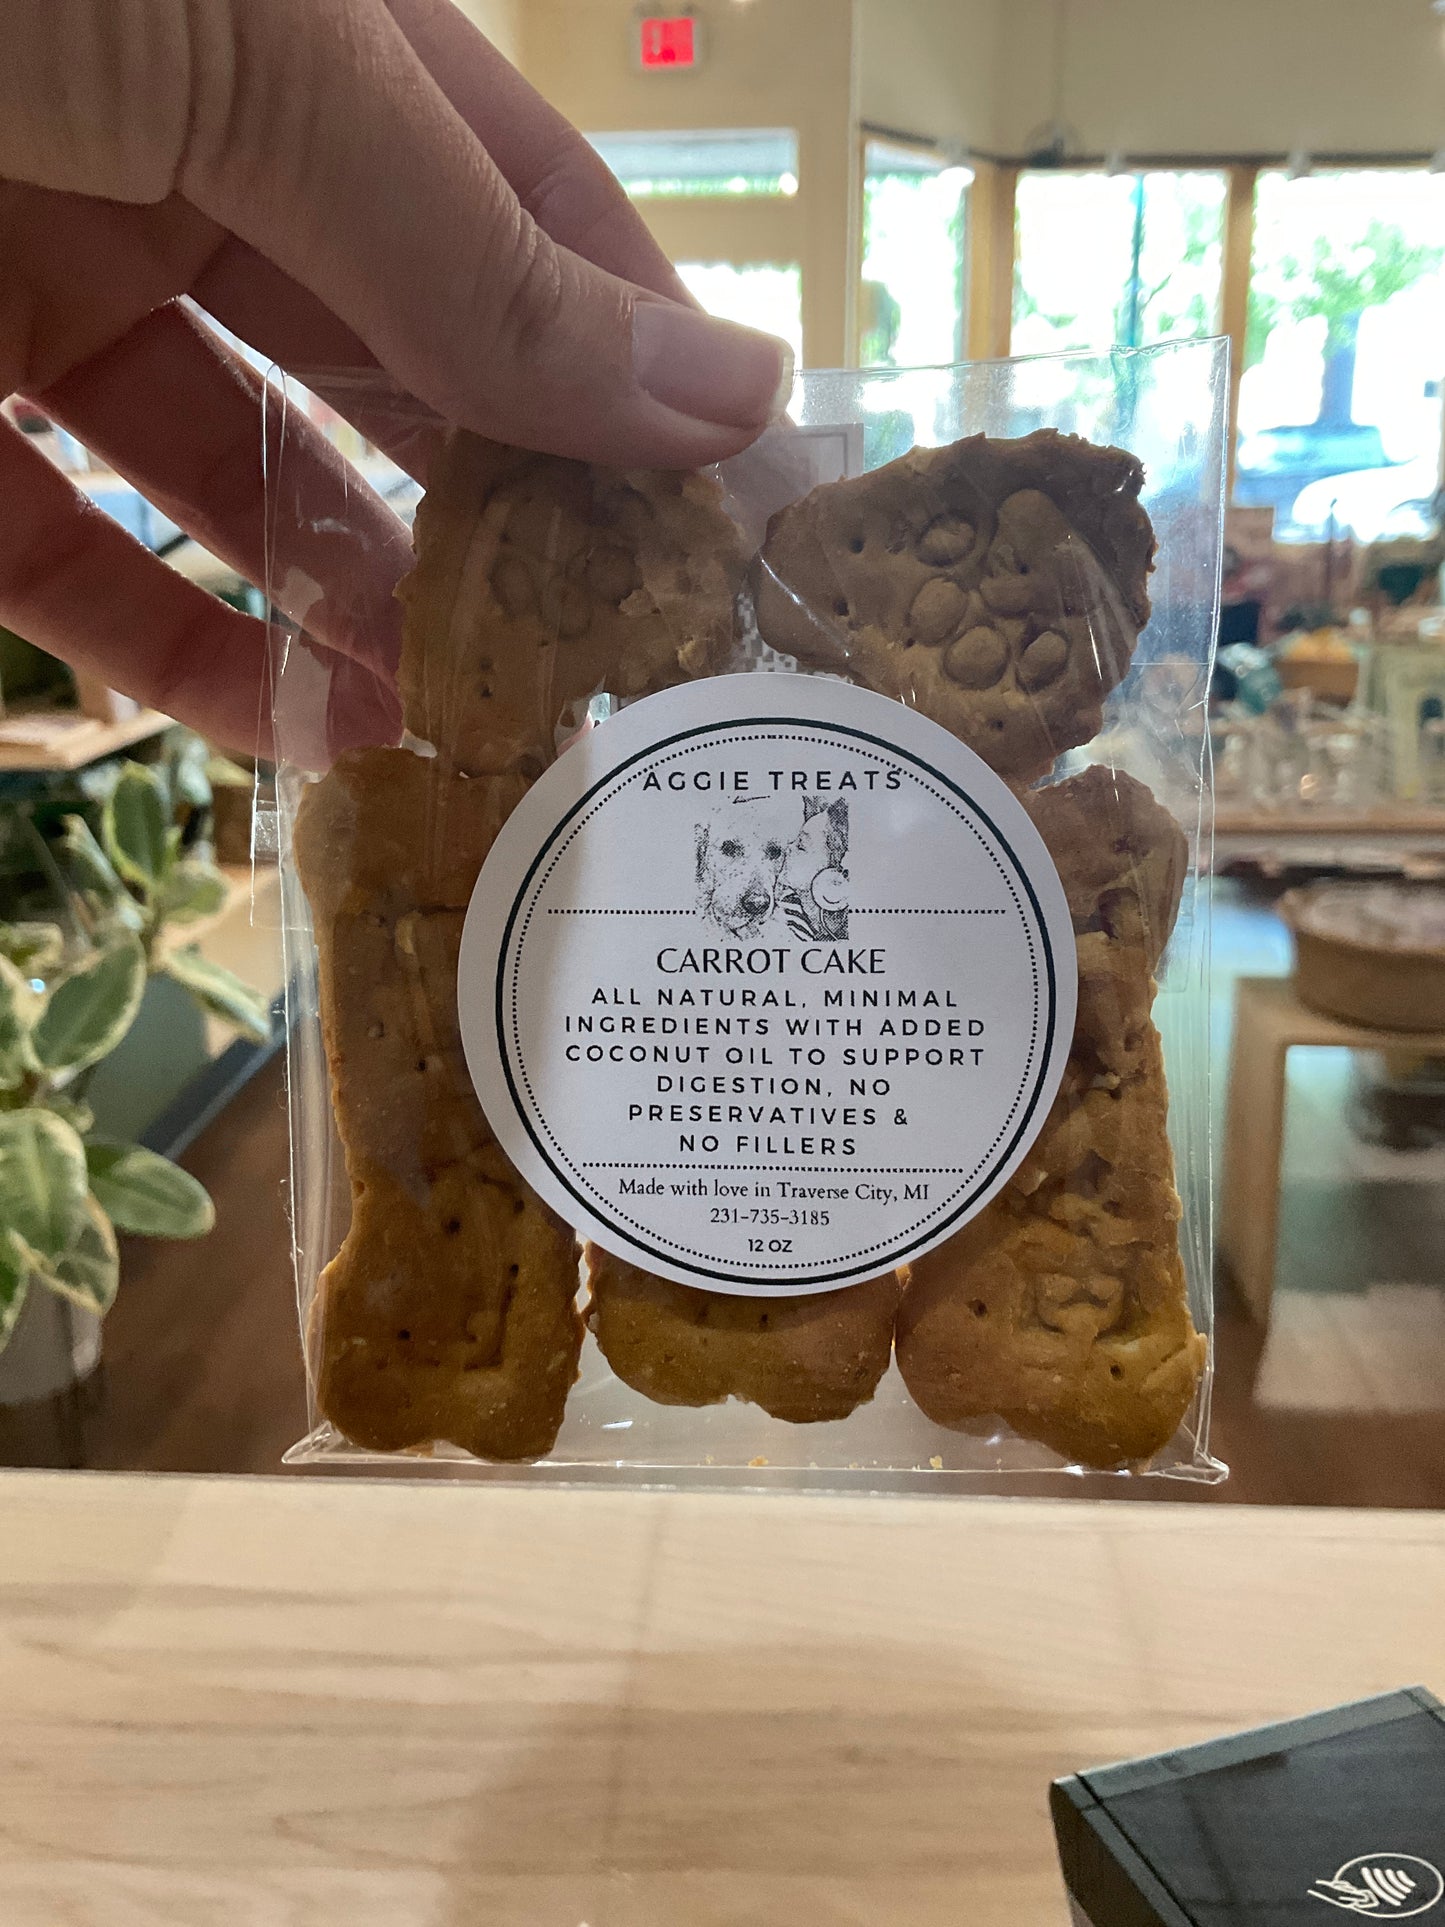 AGGIE TREATS
CARROT CAKE
ALL NATURAL, MINIMAL
INGREDIENTS WITH ADDED
COCONUT OIL TO SUPPORT
DIGESTION, NO
PRESERVATIVES &
NO FILLERS
Made with love in Traverse City, MI
231-735-3185
12 OZ